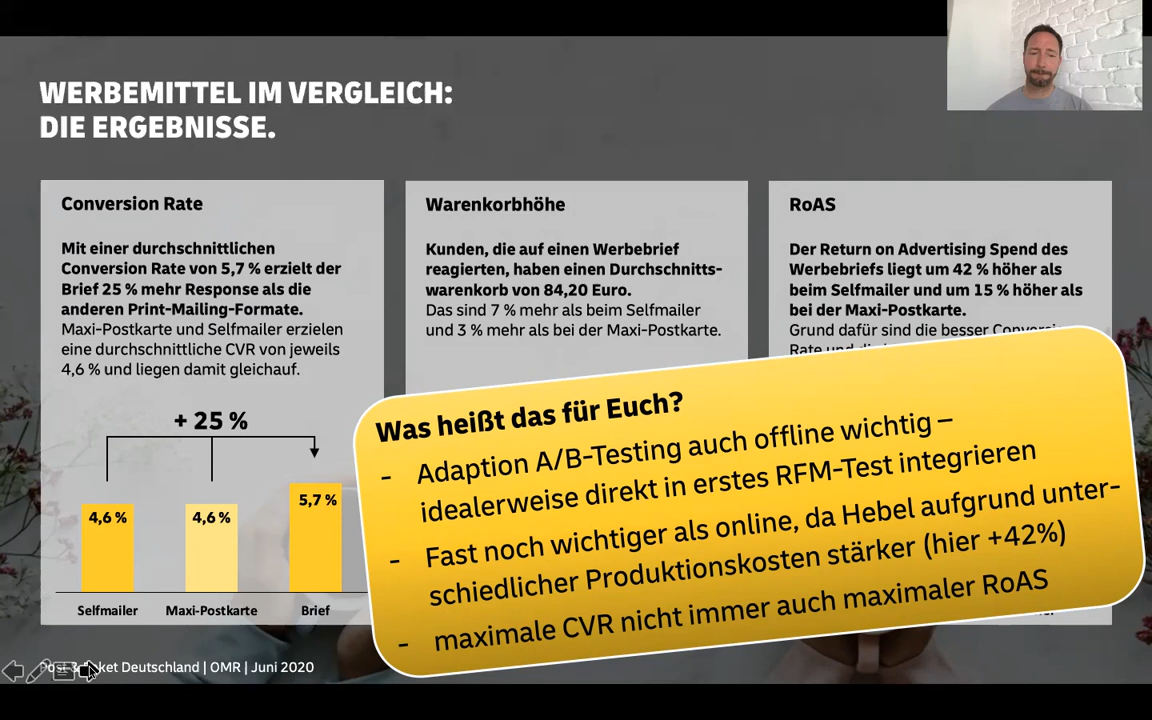 WERBEMITTEL IM VERGLEICH:
DIE ERGEBNISSE.
Conversion Rate
Mit einer durchschnittlichen
Conversion Rate von 5,7 % erzielt der
Brief 25 % mehr Response als die
anderen Print-Mailing-Formate.
Maxi-Postkarte und Selfmailer erzielen
eine durchschnittliche CVR von jeweils
4,6 % und liegen damit gleichauf.
+ 25 %
4,6 %
4,6 %
5,7 %
Selfmailer
Maxi-Postkarte
Brief
Warenkorbhöhe
Kunden, die auf einen Werbebrief
reagierten, haben einen Durchschnitts-
warenkorb von 84,20 Euro.
Das sind 7 % mehr als beim Selfmailer
und 3 % mehr als bei der Maxi-Postkarte.
RoAS
Der Return on Advertising Spend des
Werbebriefs liegt um 42 % höher als
beim Selfmailer und um 15 % höher als
bei der Maxi-Postkarte.
Grund dafür sind die besser
Rate und
Was heißt das für Euch?
- Adaption A/B-Testing auch offline wichtig –
idealerweise direkt in erstes RFM-Test integrieren
- Fast noch wichtiger als online, da Hebel aufgrund unter-
schiedlicher Produktionskosten stärker (hier +42%)
- maximale CVR nicht immer auch maximaler RoAS
Deutschland | OMR | Juni 2020